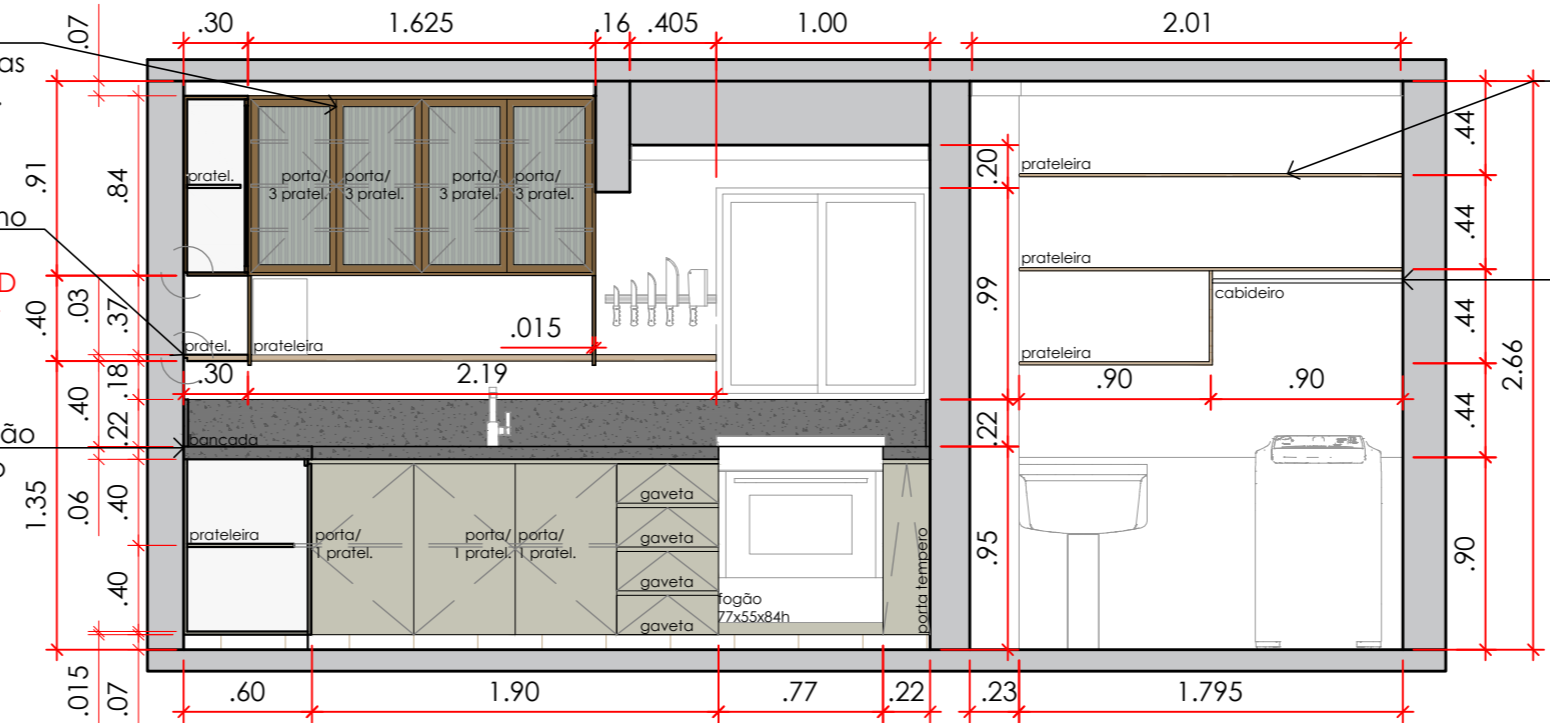 .30
1.625
.16
.405
1.00
2.01
.07
as
.91
.84
no
D
.40
.03
.37
.18
.40
.22
ão
o
1.35
.06
.40
.40
.015
.07
pratel.
porta/
3 pratel.
porta/
3 pratel.
porta/
3 pratel.
porta/
3 pratel.
pratel.
prateleira
.015
.30
2.19
bancada
prateleira
porta/
1 pratel.
porta/
1 pratel.
porta/
1 pratel.
gaveta
gaveta
gaveta
gaveta
fogão
77x55x84h
porta tempero
.20
.99
.22
.95
prateleira
prateleira
cabideiro
prateleira
.90
.90
.44
.44
.44
.44
.90
2.66
.60
1.90
.77
.22
.23
1.795